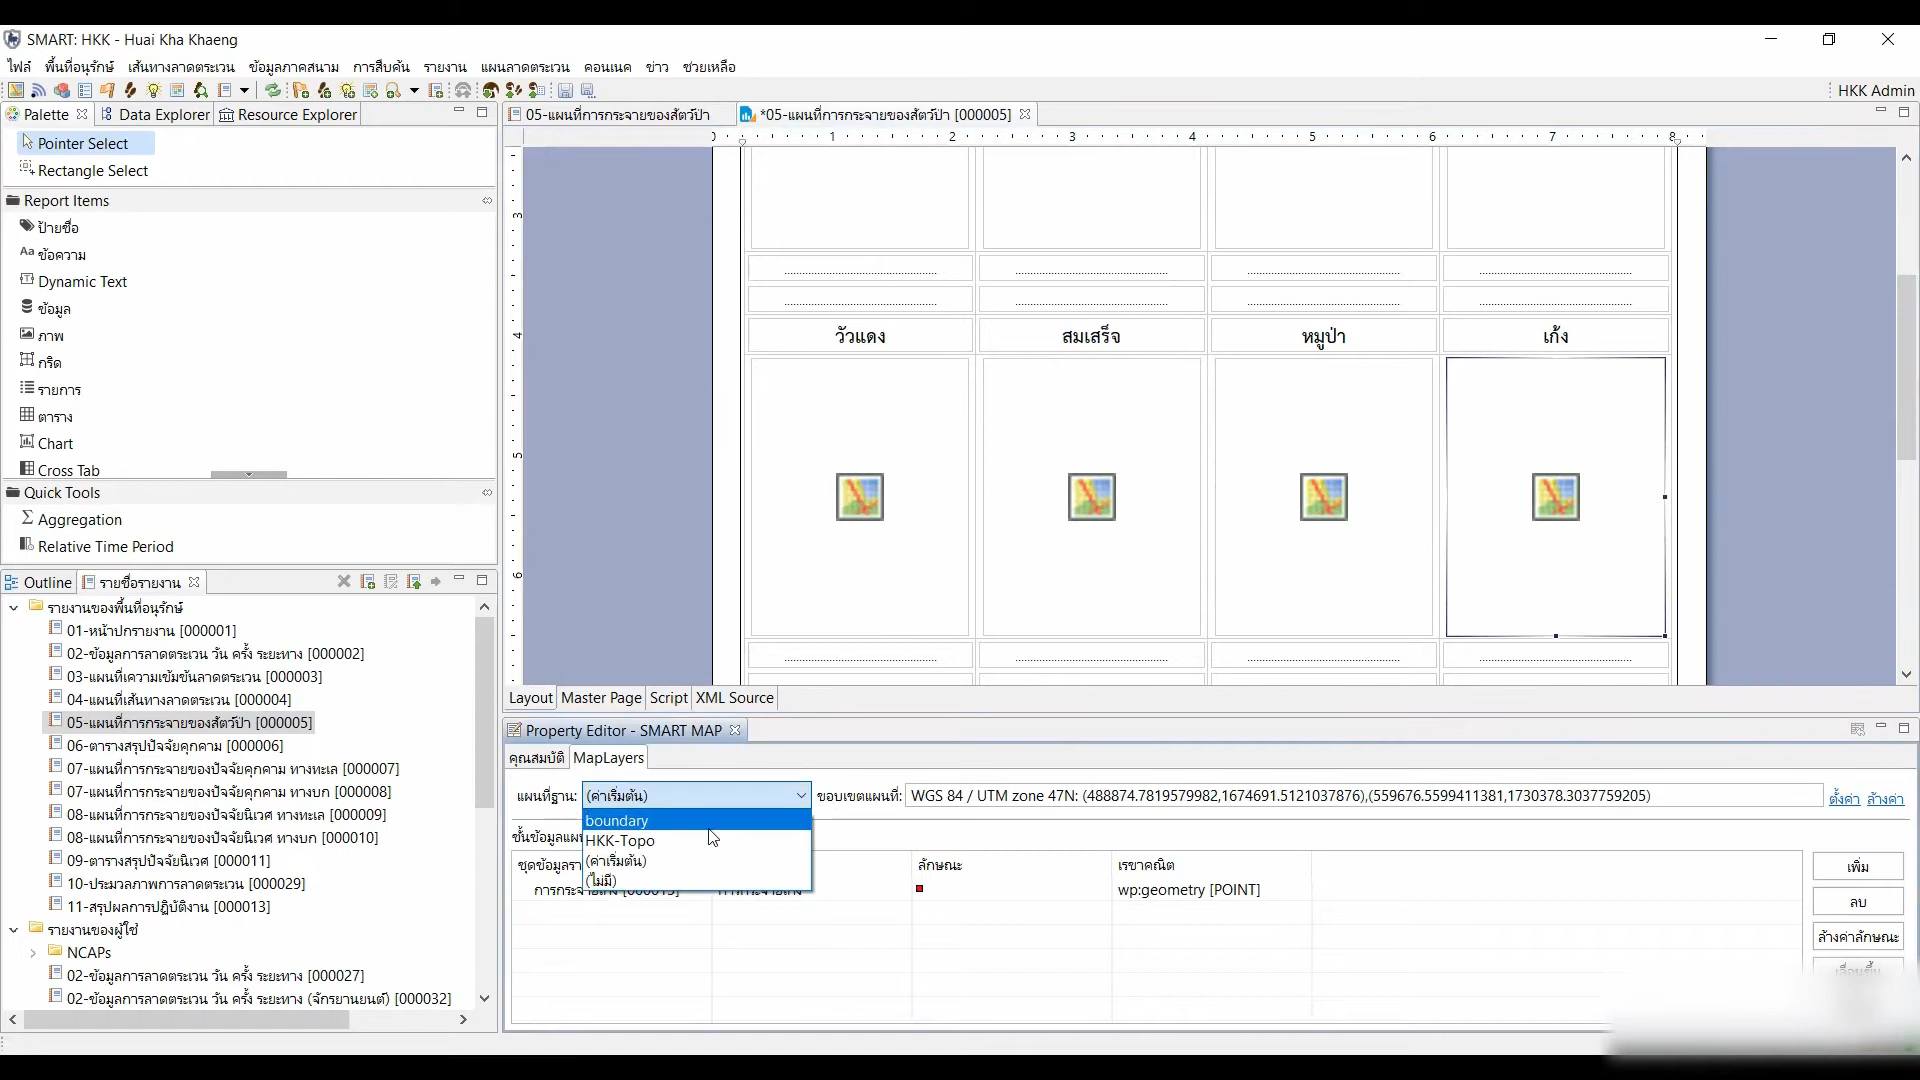 SMART: HKK - Huai Kha Khaeng
ไฟล์ พื้นที่อนุรักษ์ เส้นทางลาดตระเวน ข้อมูลภาคสนาม การสืบค้น รายงาน แผนลาดตระเวน คอนเนค ข่าว ช่วยเหลือ
HKK Admin
Palette
Data Explorer
Resource Explorer
05-แผนที่การกระจายของสัตว์ป่า
*05-แผนที่การกระจายของสัตว์ป่า [000005]
Pointer Select
Rectangle Select
Report Items
ป้ายชื่อ
ข้อความ
Dynamic Text
ข้อมูล
ภาพ
กริด
รายการ
ตาราง
Chart
Cross Tab
Quick Tools
Aggregation
Relative Time Period
1 2 3 4 5 6 7 8
3
4
5
6
วัวแดง สมเสร็จ หมูป่า เก้ง
Layout Master Page Script XML Source
Outline
รายชื่อรายงาน
รายงานของพื้นที่อนุรักษ์
01-หน้าปกรายงาน [000001]
02-ข้อมูลการลาดตระเวน วัน ครั้ง ระยะทาง [000002]
03-แผนที่เความเข้มข้นลาดตระเวน [000003]
04-แผนที่เส้นทางลาดตระเวน [000004]
05-แผนที่การกระจายของสัตว์ป่า [000005]
06-ตารางสรุปปัจจัยคุกคาม [000006]
07-แผนที่การกระจายของปัจจัยคุกคาม ทางทะเล [000007]
07-แผนที่การกระจายของปัจจัยคุกคาม ทางบก [000008]
08-แผนที่การกระจายของปัจจัยนิเวศ ทางทะเล [000009]
08-แผนที่การกระจายของปัจจัยนิเวศ ทางบก [000010]
09-ตารางสรุปปัจจัยนิเวศ [000011]
10-ประมวลภาพการลาดตระเวน [000029]
11-สรุปผลการปฏิบัติงาน [000013]
รายงานของผู้ใช้
NCAPs
02-ข้อมูลการลาดตระเวน วัน ครั้ง ระยะทาง [000027]
02-ข้อมูลการลาดตระเวน วัน ครั้ง ระยะทาง (จักรยานยนต์) [000032]
Property Editor - SMART MAP
คุณสมบัติ MapLayers
แผนที่ฐาน: (ค่าเริ่มต้น)
ขอบเขตแผนที่: WGS 84 / UTM zone 47N: (488874.7819579982,1674691.5121037876),(559676.5599411381,1730378.3037759205)
ตั้งค่า ล้างค่า
boundary
HKK-Topo
(ค่าเริ่มต้น)
(ไม่มี)
ลักษณะ
เรขาคณิต
wp:geometry [POINT]
เพิ่ม
ลบ
ล้างค่าลักษณะ